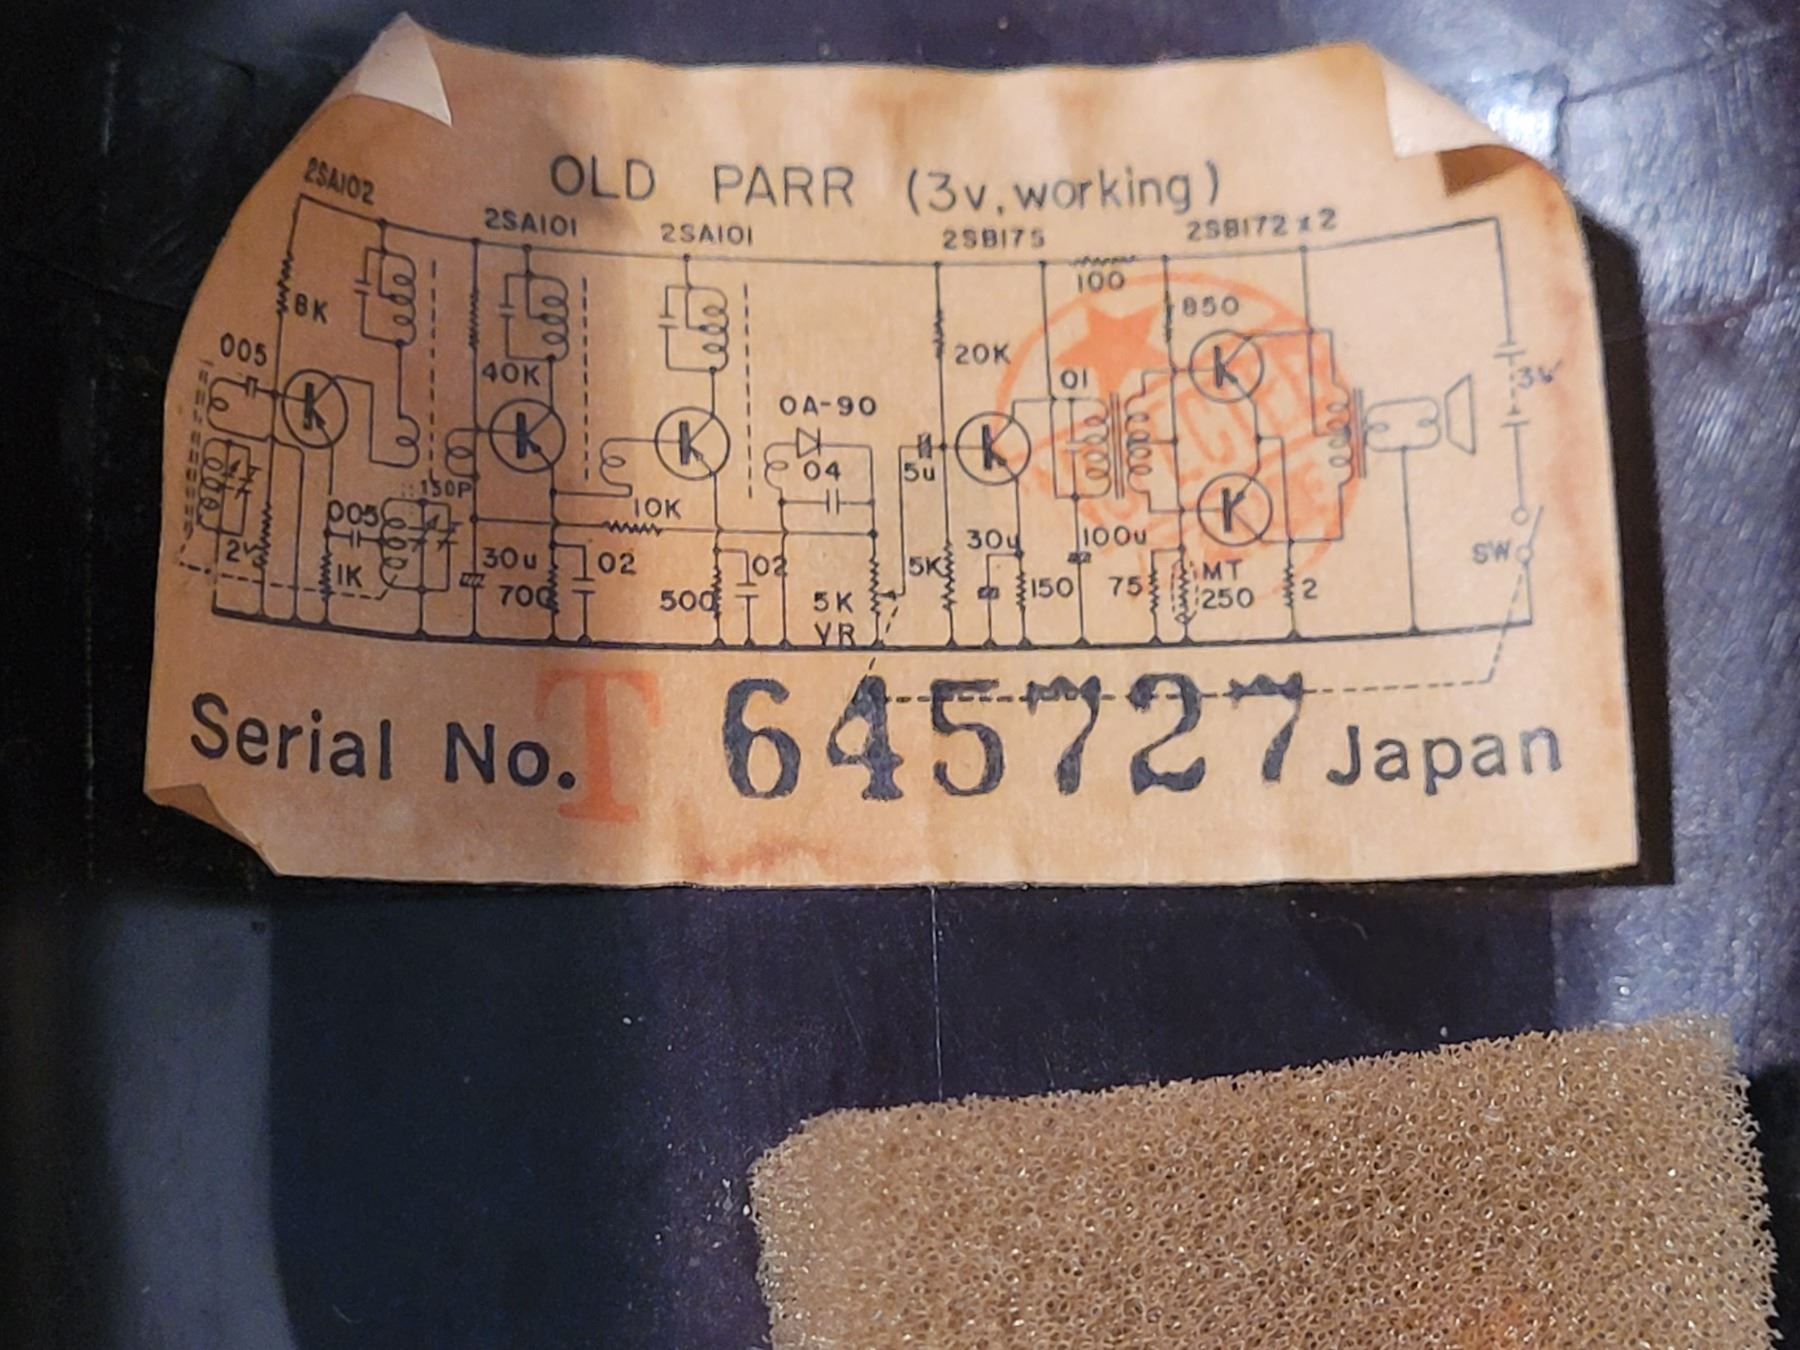 OLD PARR (3v, working)
2SA102
2SA101
2SA101
2SB175
2SB172 x 2
100
8K
850
005
20K
40K
3V
01
OA-90
04
5u
150P
005
10K
30u
100u
SW
1K
30u
02
02
5K
MT
700
500
5K
150
75
250
2
VR
Serial No. T 645727 Japan